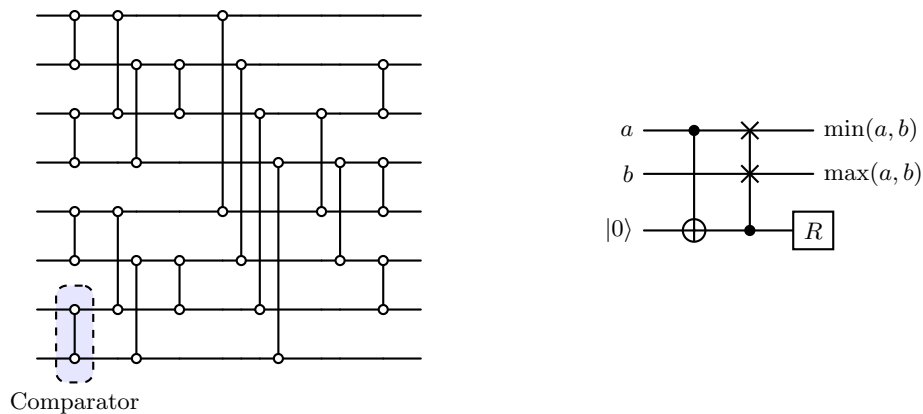 Comparator
a
min(a, b)
b
max(a, b)
|0⟩
R